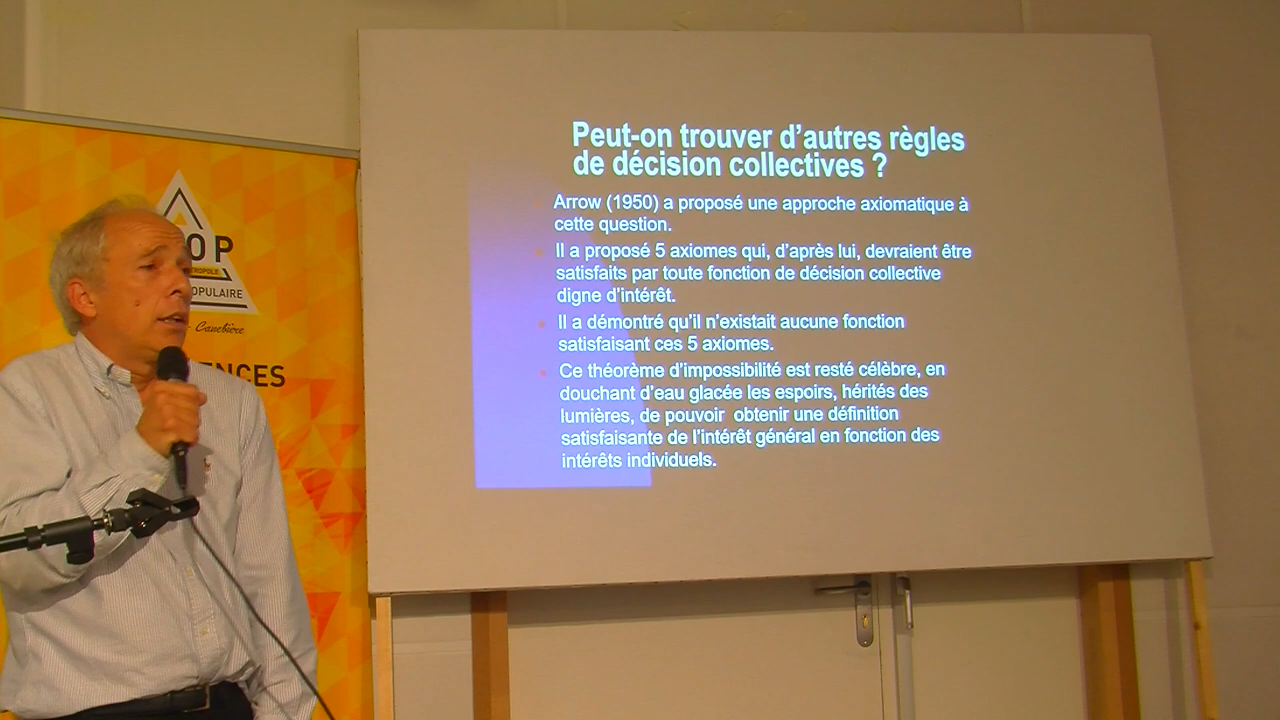 OP
TROPOLE
OPULAIRE
Canebière
ENCES
Peut-on trouver d'autres règles
de décision collectives ?
Arrow (1950) a proposé une approche axiomatique à
cette question.
Il a proposé 5 axiomes qui, d'après lui, devraient être
satisfaits par toute fonction de décision collective
digne d'intérêt.
Il a démontré qu'il n'existait aucune fonction
satisfaisant ces 5 axiomes.
Ce théorème d'impossibilité est resté célèbre, en
douchant d'eau glacée les espoirs, hérités des
lumières, de pouvoir obtenir une définition
satisfaisante de l'intérêt général en fonction des
intérêts individuels.